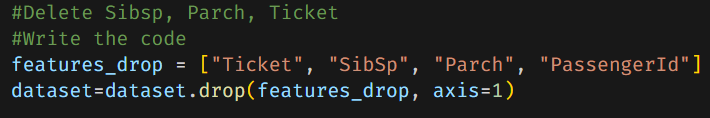 #Delete Sibsp, Parch, Ticket
#Write the code
features_drop = ["Ticket", "SibSp", "Parch", "PassengerId"]
dataset=dataset.drop(features_drop, axis=1)